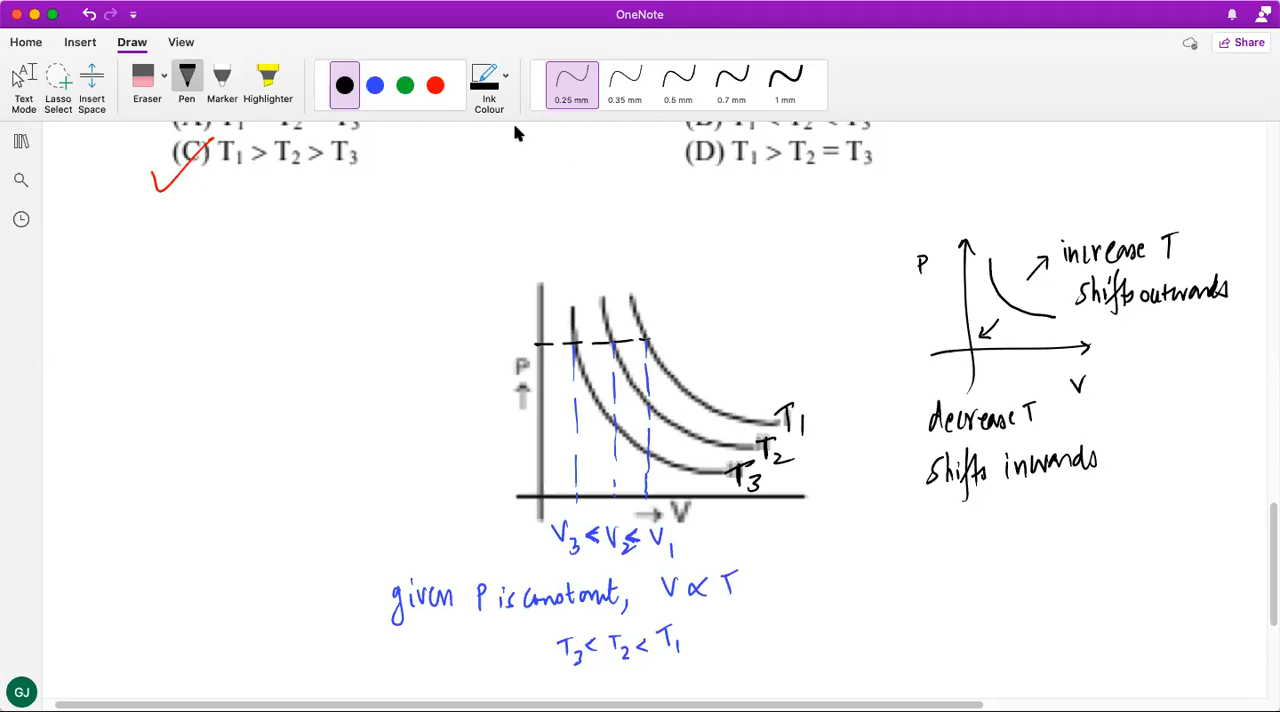 OneNote
Home Insert Draw View
Share
Text Mode
Lasso Select
Insert Space
Eraser
Pen
Marker
Highlighter
Ink Colour
0.25 mm
0.35 mm
0.5 mm
0.7 mm
1 mm
(C) T₁ > T₂ > T₃
(D) T₁ > T₂ = T₃
P
increase T
shifts outwards
V
decrease T
shifts inwards
P
T₁
T₂
T₃
→ V
V₃ < V₂ < V₁
given P is constant, V ∝ T
T₃ < T₂ < T₁
GJ